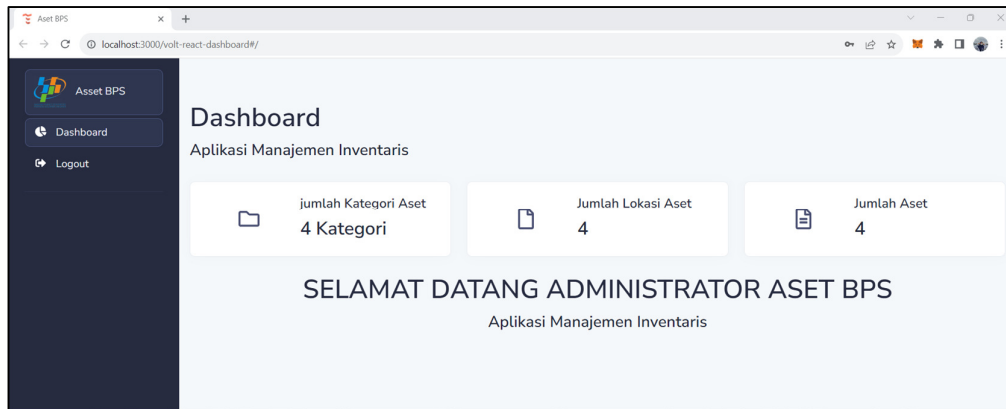 Aset BPS
localhost:3000/volt-react-dashboard#/
Asset BPS
Dashboard
Logout
Dashboard
Aplikasi Manajemen Inventaris
jumlah Kategori Aset
4 Kategori
Jumlah Lokasi Aset
4
Jumlah Aset
4
SELAMAT DATANG ADMINISTRATOR ASET BPS
Aplikasi Manajemen Inventaris